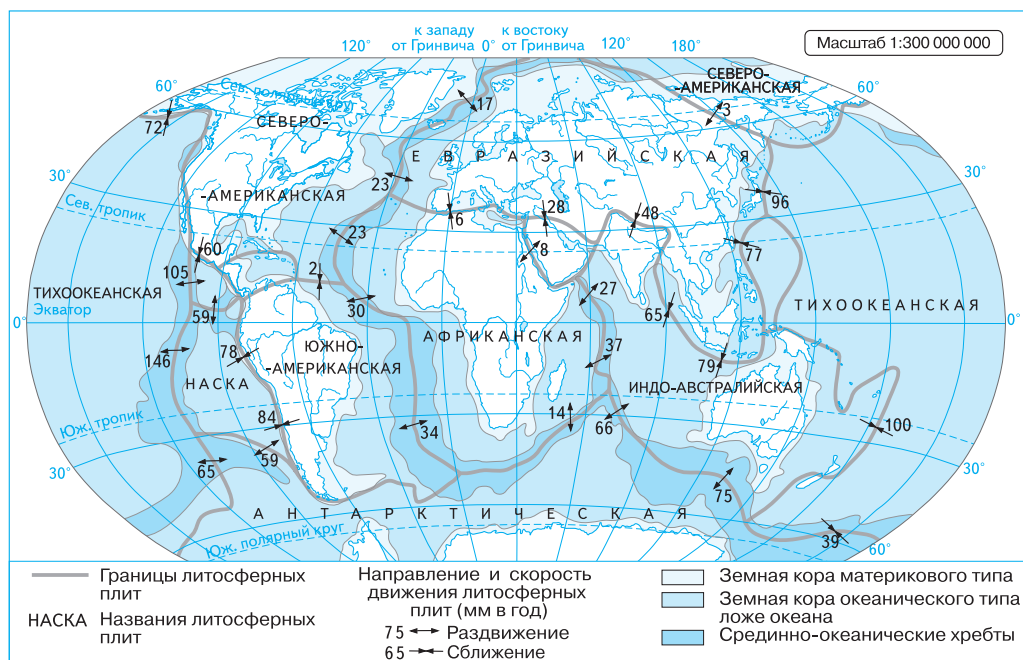 к западу к востоку
от Гринвича 0° от Гринвича
120° 120° 180°
Масштаб 1:300 000 000
60° 60°
СЕВЕРО-
-АМЕРИКАНСКАЯ
Сев. полярный круг
17
3
72
СЕВЕРО-
ЕВРАЗИЙСКАЯ
30° 30°
23
-АМЕРИКАНСКАЯ
96
Сев. тропик
6
28
48
23
8
77
60
105
2
27
ТИХООКЕАНСКАЯ
Экватор
30
65
ТИХООКЕАНСКАЯ
59
0° 0°
АФРИКАНСКАЯ
78
ЮЖНО-
-АМЕРИКАНСКАЯ
37
146
79
НАСКА
ИНДО-АВСТРАЛИЙСКАЯ
Юж. тропик
84
34
14
66
100
59
65
30° 30°
75
АНТАРКТИЧЕСКАЯ
Юж. полярный круг
39
60°
Границы литосферных
плит
НАСКА Названия литосферных
плит
Направление и скорость
движения литосферных
плит (мм в год)
75 Раздвижение
65 Сближение
Земная кора материкового типа
Земная кора океанического типа
ложе океана
Срединно-океанические хребты